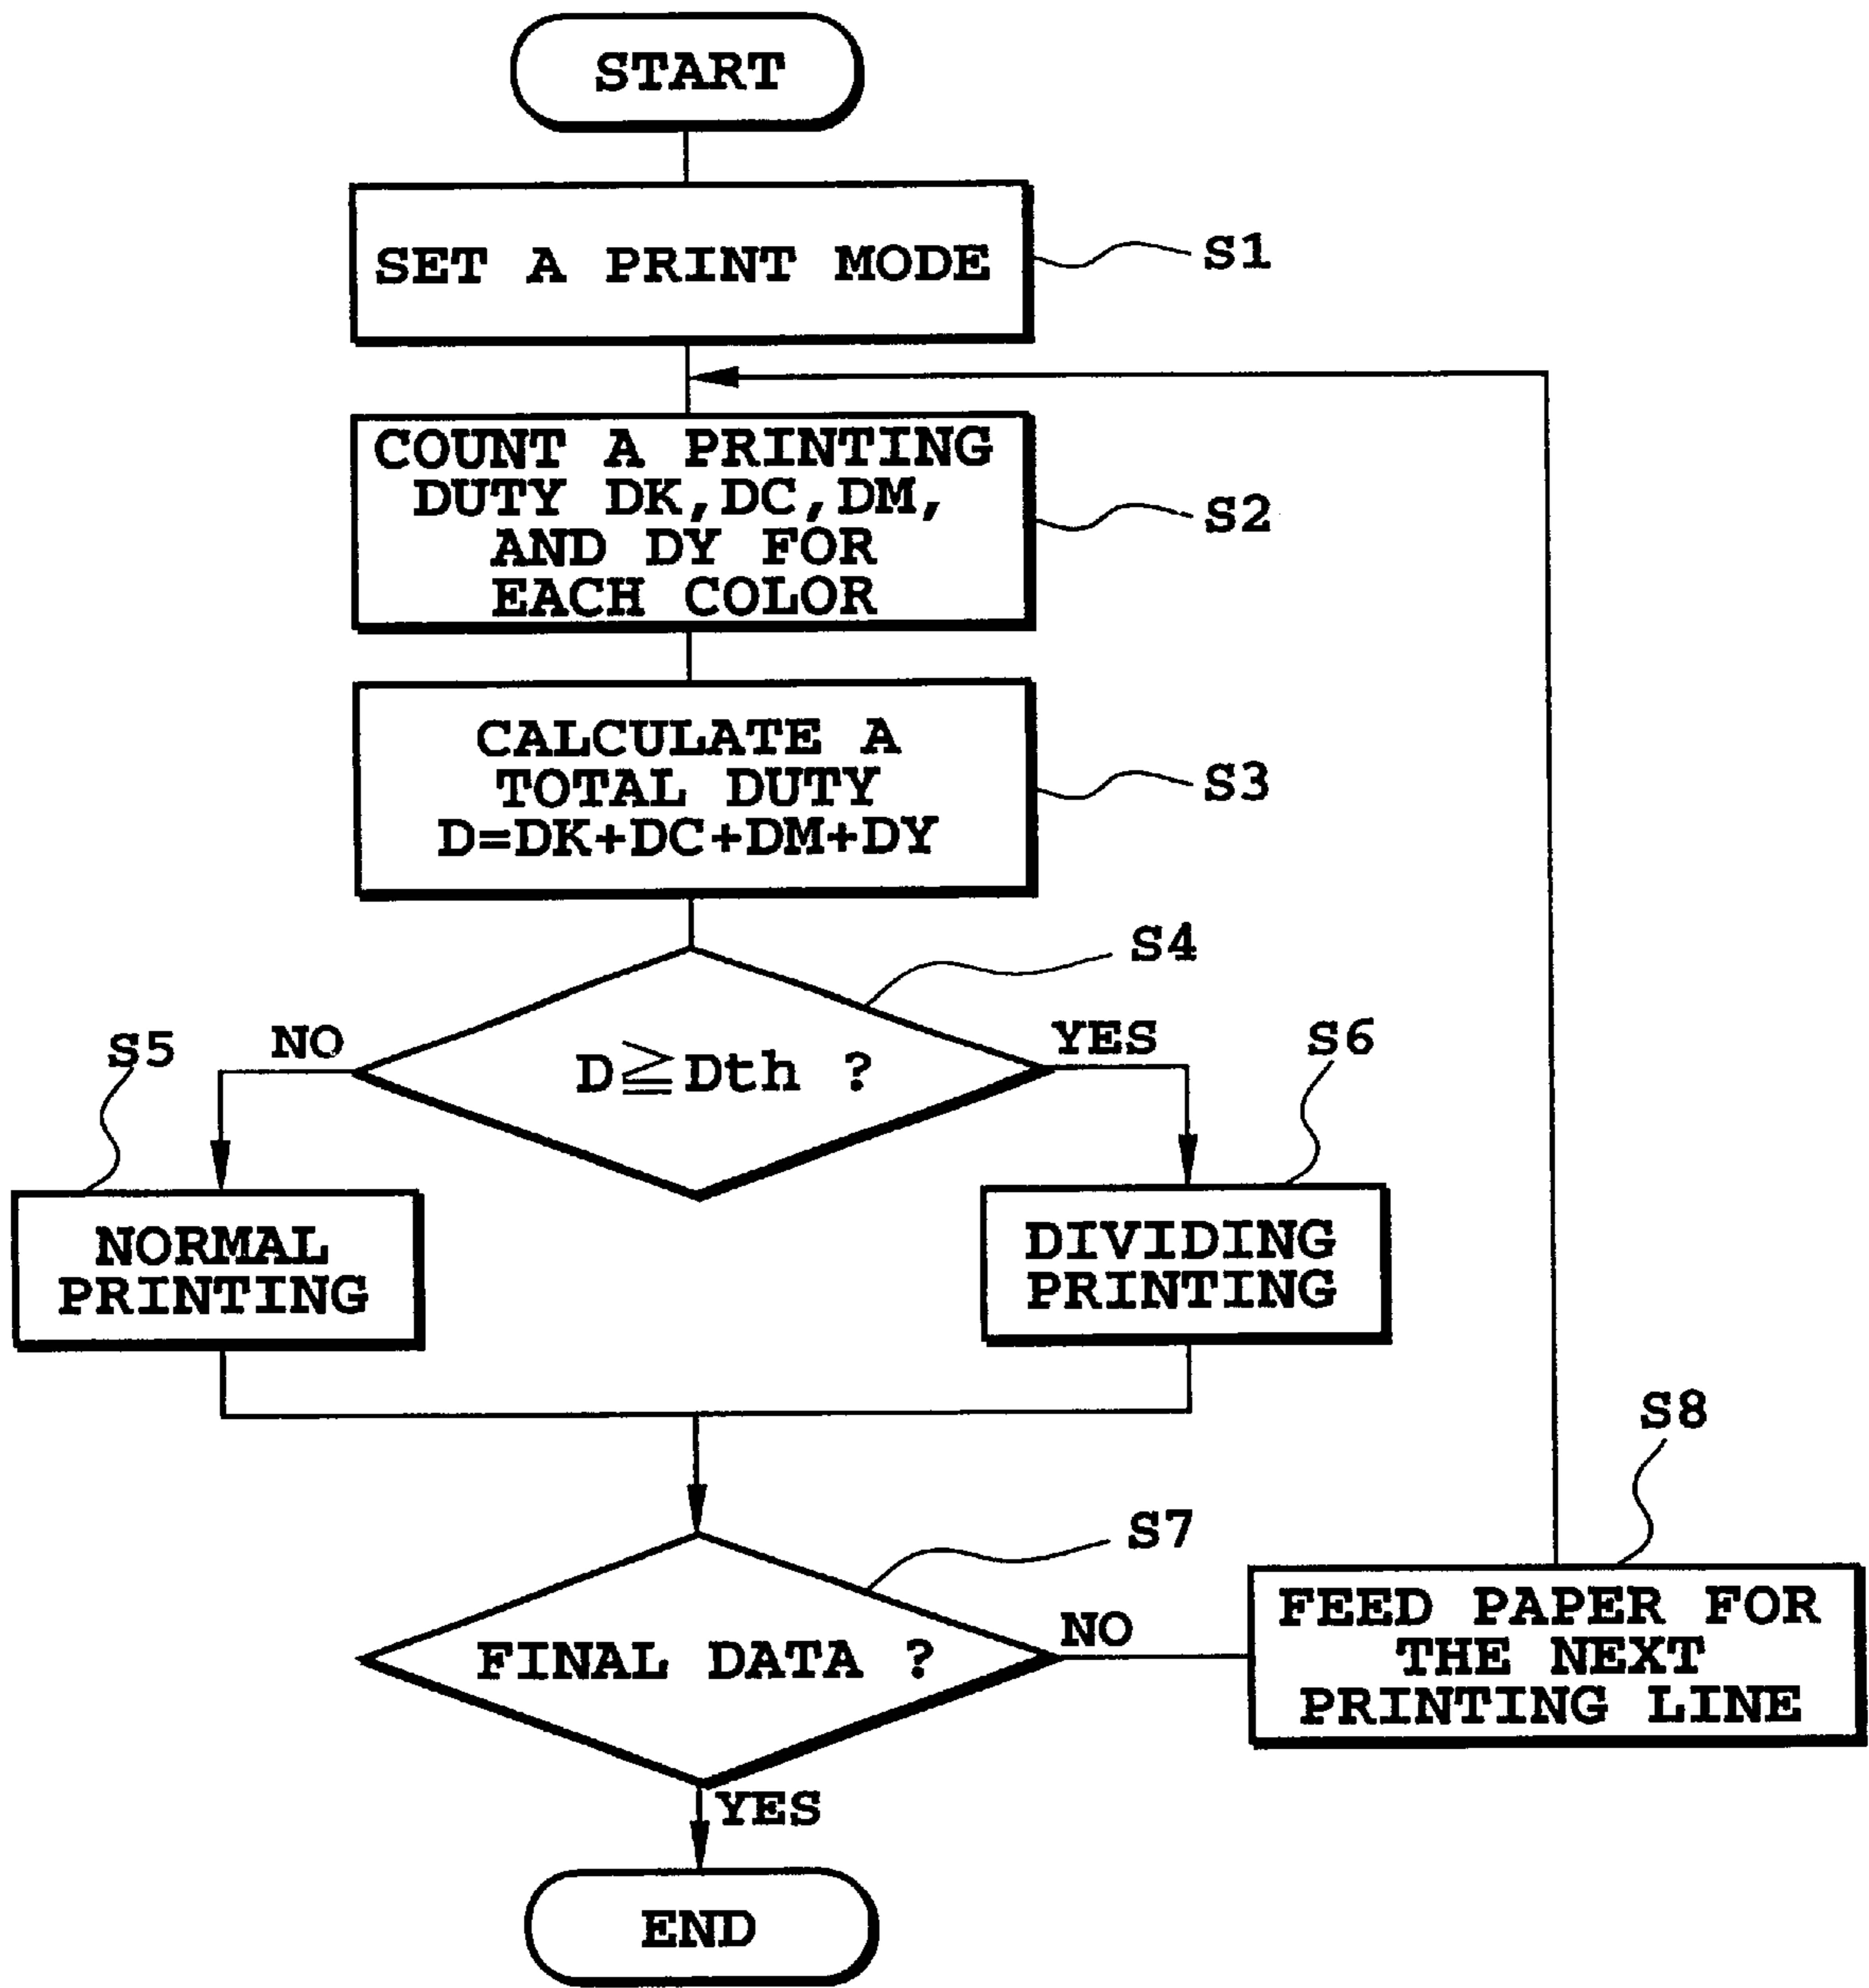 START
SET A PRINT MODE
S1
COUNT A PRINTING
DUTY DK,DC,DM,
AND DY FOR
EACH COLOR
S2
CALCULATE A
TOTAL DUTY
D=DK+DC+DM+DY
S3
S4
D≧Dth ?
NO
YES
S5
S6
NORMAL
PRINTING
DIVIDING
PRINTING
S7
FINAL DATA ?
NO
S8
FEED PAPER FOR
THE NEXT
PRINTING LINE
YES
END